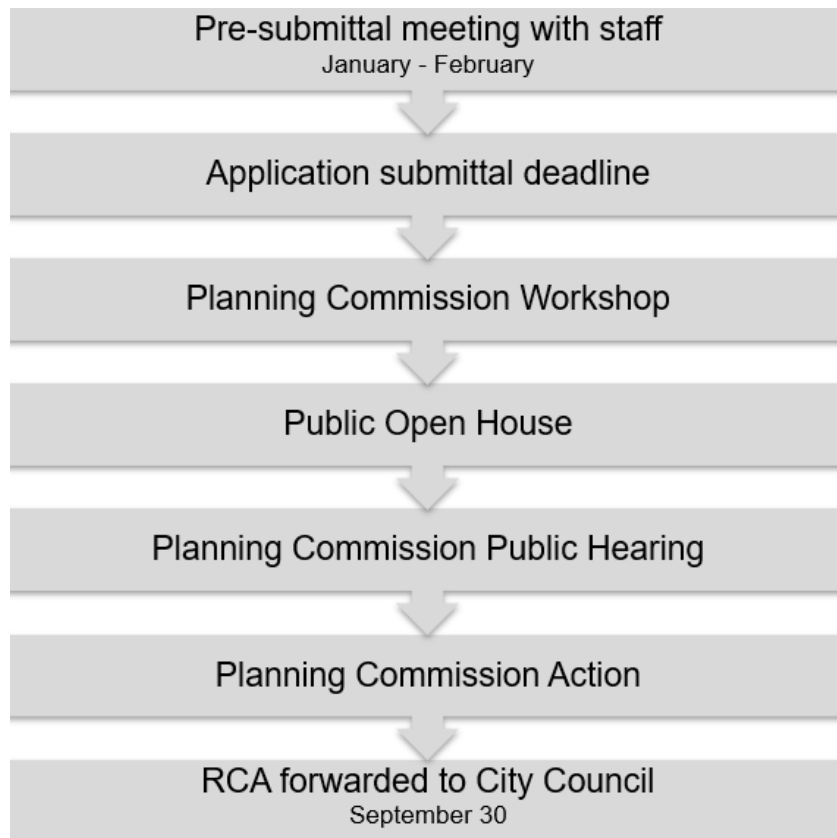 Pre-submittal meeting with staff
January - February
Application submittal deadline
Planning Commission Workshop
Public Open House
Planning Commission Public Hearing
Planning Commission Action
RCA forwarded to City Council
September 30